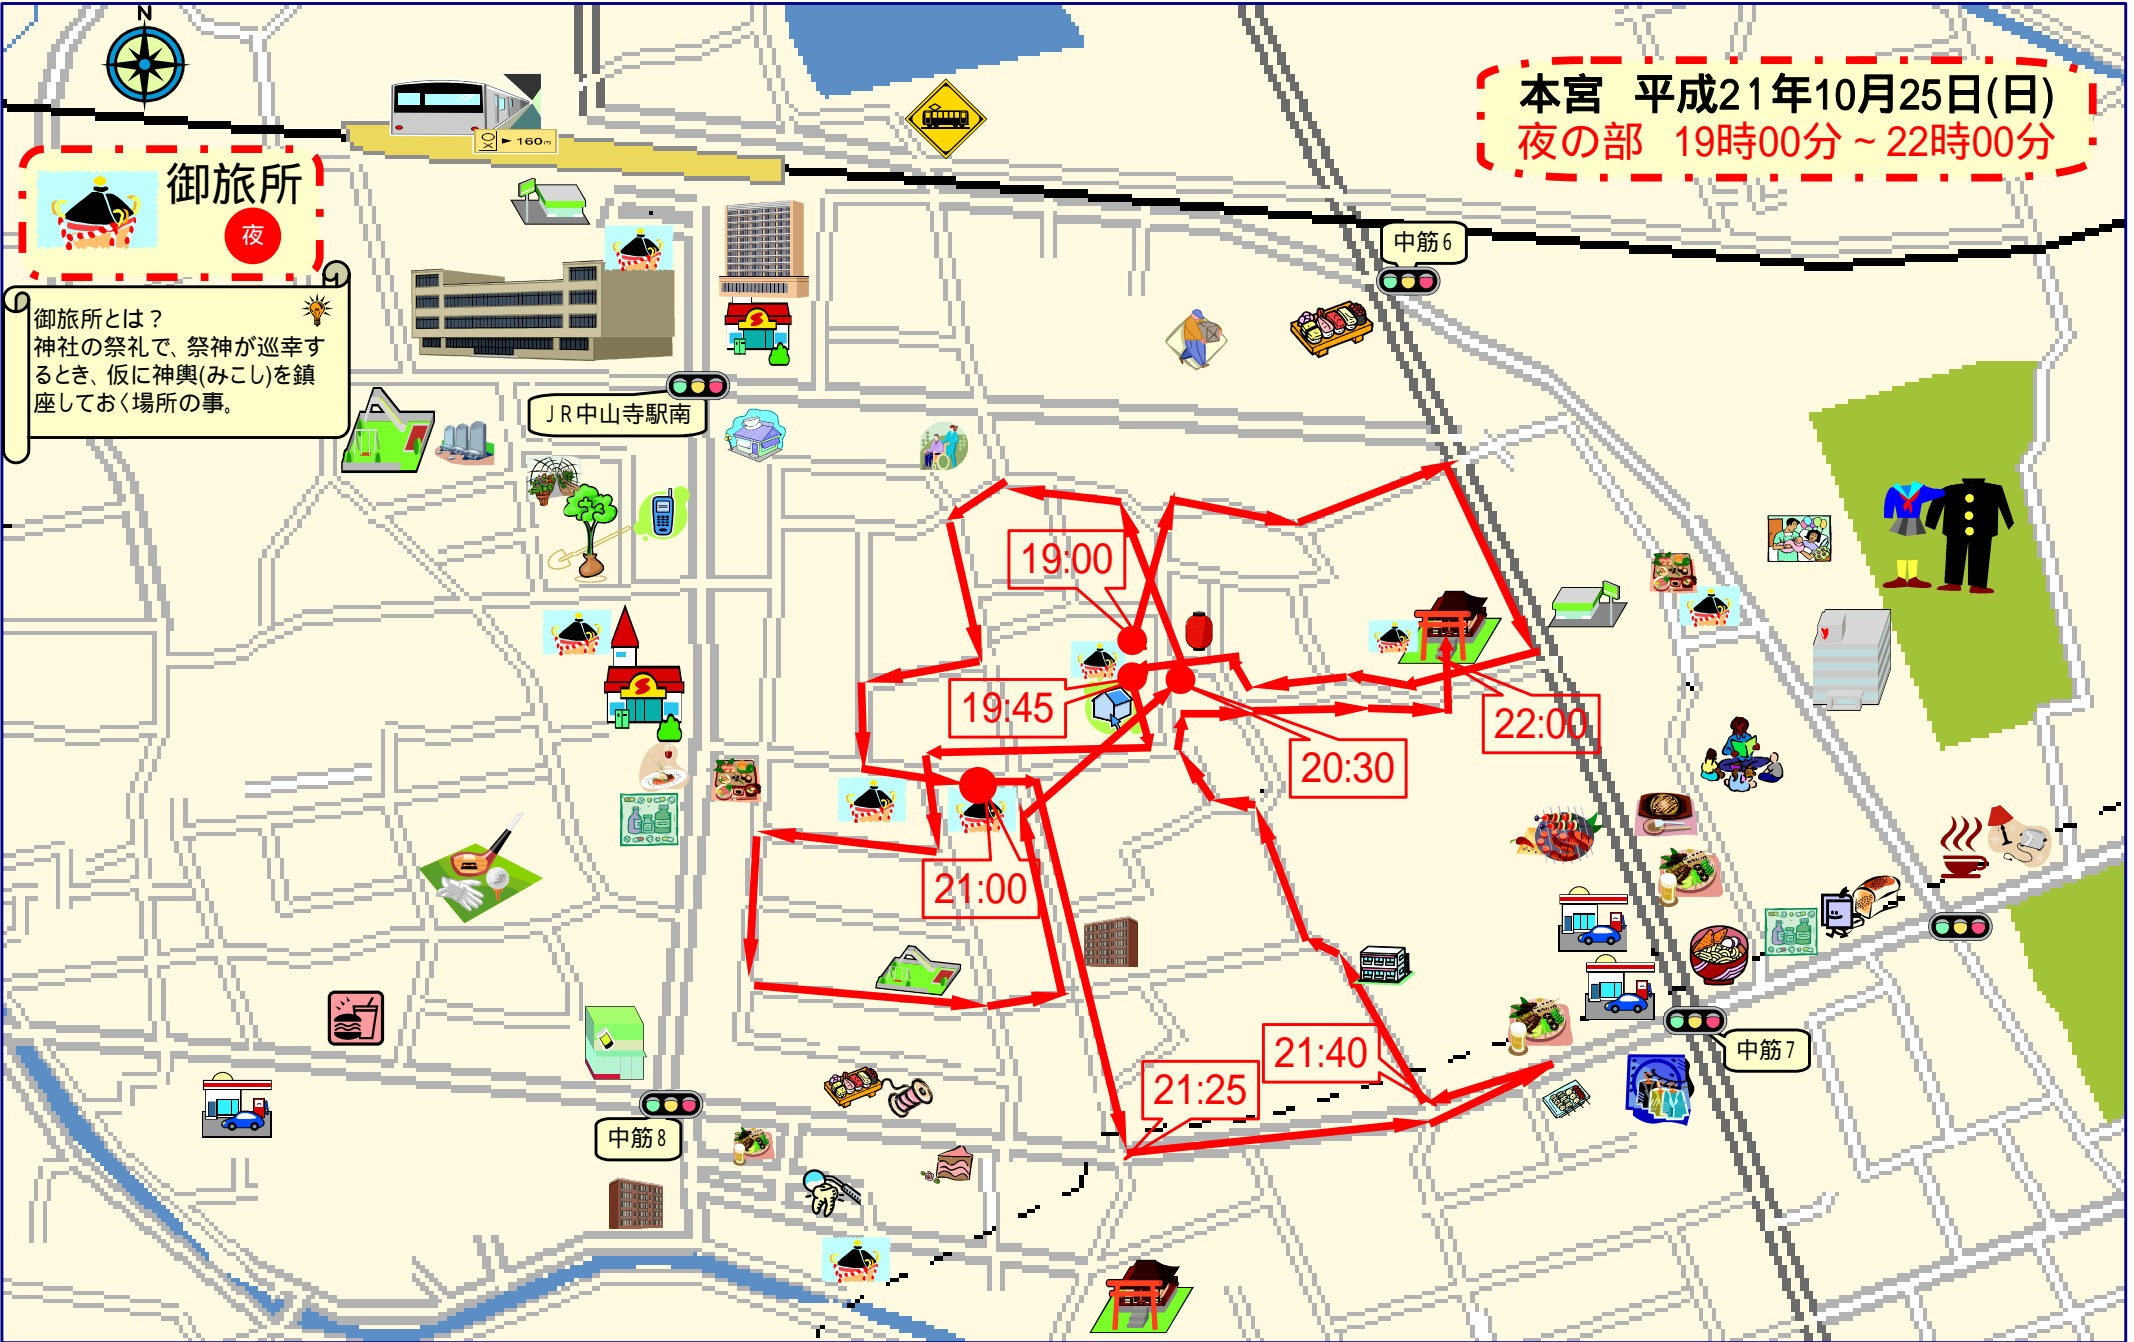 N
本宮 平成21年10月25日(日)
夜の部 19時00分~22時00分
160m
御旅所
夜
中筋6
御旅所とは?
神社の祭礼で、祭神が巡幸す
るとき、仮に神輿(みこし)を鎮
座しておく場所の事。
JR中山寺駅南
19:00
19:45
22:00
20:30
21:00
21:40
21:25
中筋7
中筋8